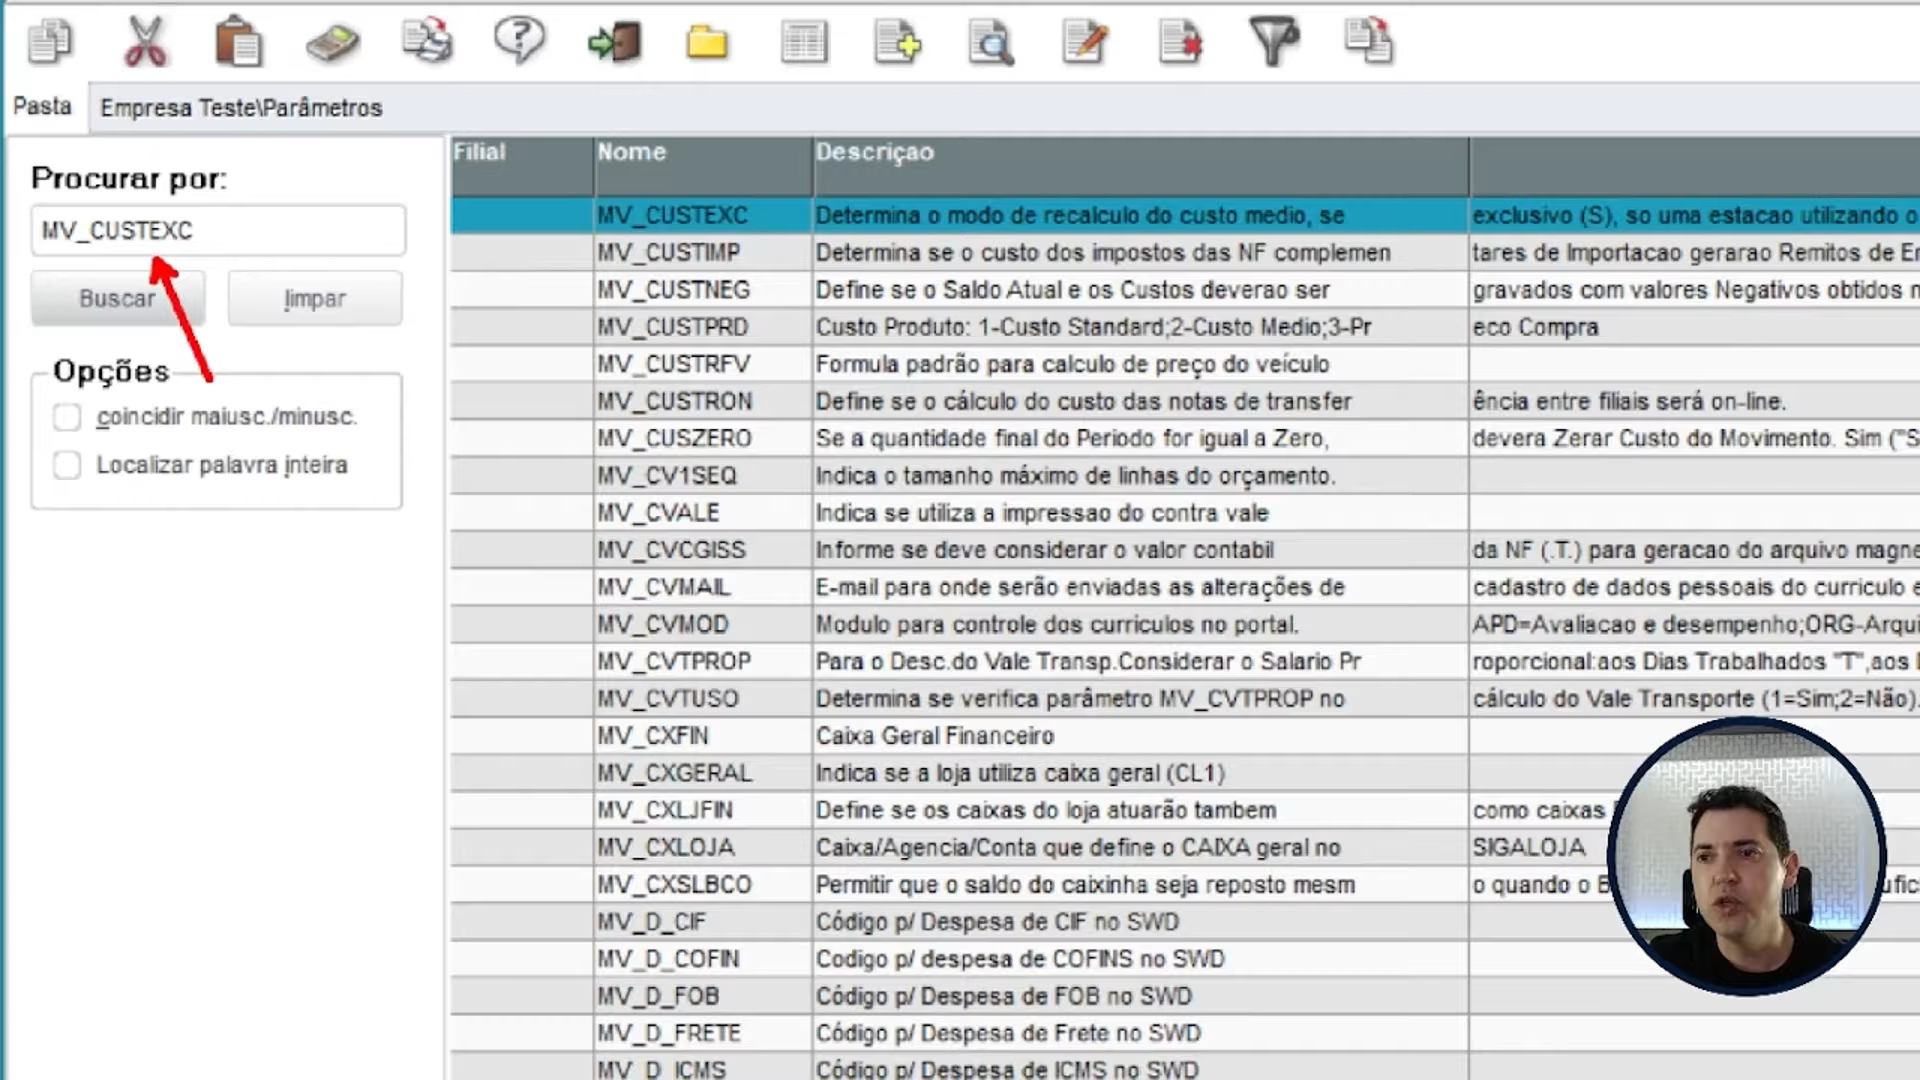 Pasta
Empresa Teste\Parâmetros
Procurar por:
MV_CUSTEXC
Buscar
limpar
Opções
coincidir maiusc./minusc.
Localizar palavra inteira
Filial Nome Descriçao
MV_CUSTEXC Determina o modo de recalculo do custo medio, se exclusivo (S), so uma estacao utilizando o
MV_CUSTIMP Determina se o custo dos impostos das NF complemen tares de Importacao gerarao Remitos de
MV_CUSTNEG Define se o Saldo Atual e os Custos deverao ser gravados com valores Negativos obtidos
MV_CUSTPRD Custo Produto: 1-Custo Standard;2-Custo Medio;3-Pr eco Compra
MV_CUSTRFV Formula padrão para calculo de preço do veículo
MV_CUSTRON Define se o cálculo do custo das notas de transfer ência entre filiais será on-line.
MV_CUSZERO Se a quantidade final do Periodo for igual a Zero, devera Zerar Custo do Movimento. Sim ("S
MV_CV1SEQ Indica o tamanho máximo de linhas do orçamento.
MV_CVALE Indica se utiliza a impressao do contra vale
MV_CVCGISS Informe se deve considerar o valor contabil da NF (.T.) para geracao do arquivo magne
MV_CVMAIL E-mail para onde serão enviadas as alterações de cadastro de dados pessoais do curriculo e
MV_CVMOD Modulo para controle dos curriculos no portal. APD=Avaliacao e desempenho;ORG-Arqui
MV_CVTPROP Para o Desc.do Vale Transp.Considerar o Salario Pr roporcional:aos Dias Trabalhados "T",aos
MV_CVTUSO Determina se verifica parâmetro MV_CVTPROP no cálculo do Vale Transporte (1=Sim;2=Não).
MV_CXFIN Caixa Geral Financeiro
MV_CXGERAL Indica se a loja utiliza caixa geral (CL1)
MV_CXLJFIN Define se os caixas do loja atuarão tambem como caixas
MV_CXLOJA Caixa/Agencia/Conta que define o CAIXA geral no SIGALOJA
MV_CXSLBCO Permitir que o saldo do caixinha seja reposto mesm o quando o
MV_D_CIF Código p/ Despesa de CIF no SWD
MV_D_COFIN Codigo p/ despesa de COFINS no SWD
MV_D_FOB Código p/ Despesa de FOB no SWD
MV_D_FRETE Código p/ Despesa de Frete no SWD
MV_D_ICMS Código p/ Despesa de ICMS no SWD